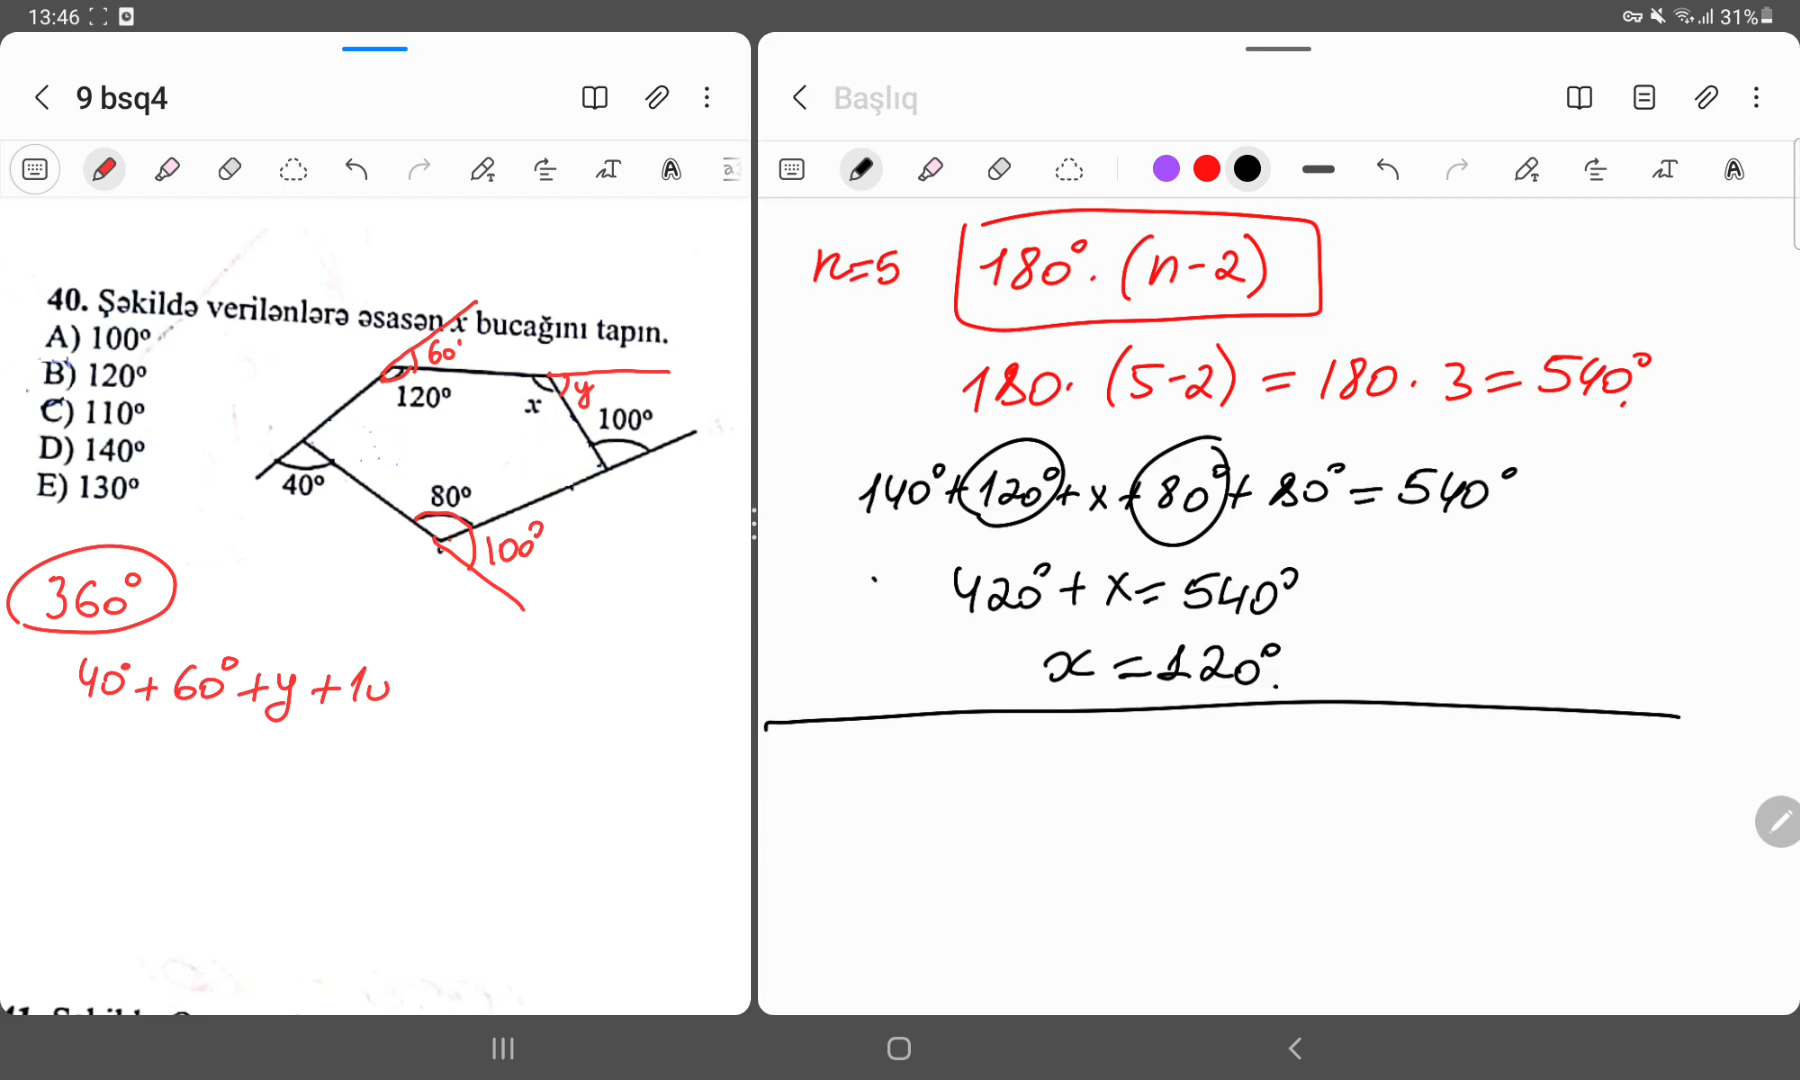 13:46
31%
9 bsq4
Başlıq
40. Şəkildə verilənlərə əsasən x bucağını tapın.
A) 100°
B) 120°
C) 110°
D) 140°
E) 130°
60°
120°
x
y
100°
40°
80°
100°
360°
40° + 60° + y + 10
n=5
180° · (n-2)
180 · (5-2) = 180 · 3 = 540°.
140° + 120° + x + 80° + 80° = 540°
420° + x = 540°
x = 120°.